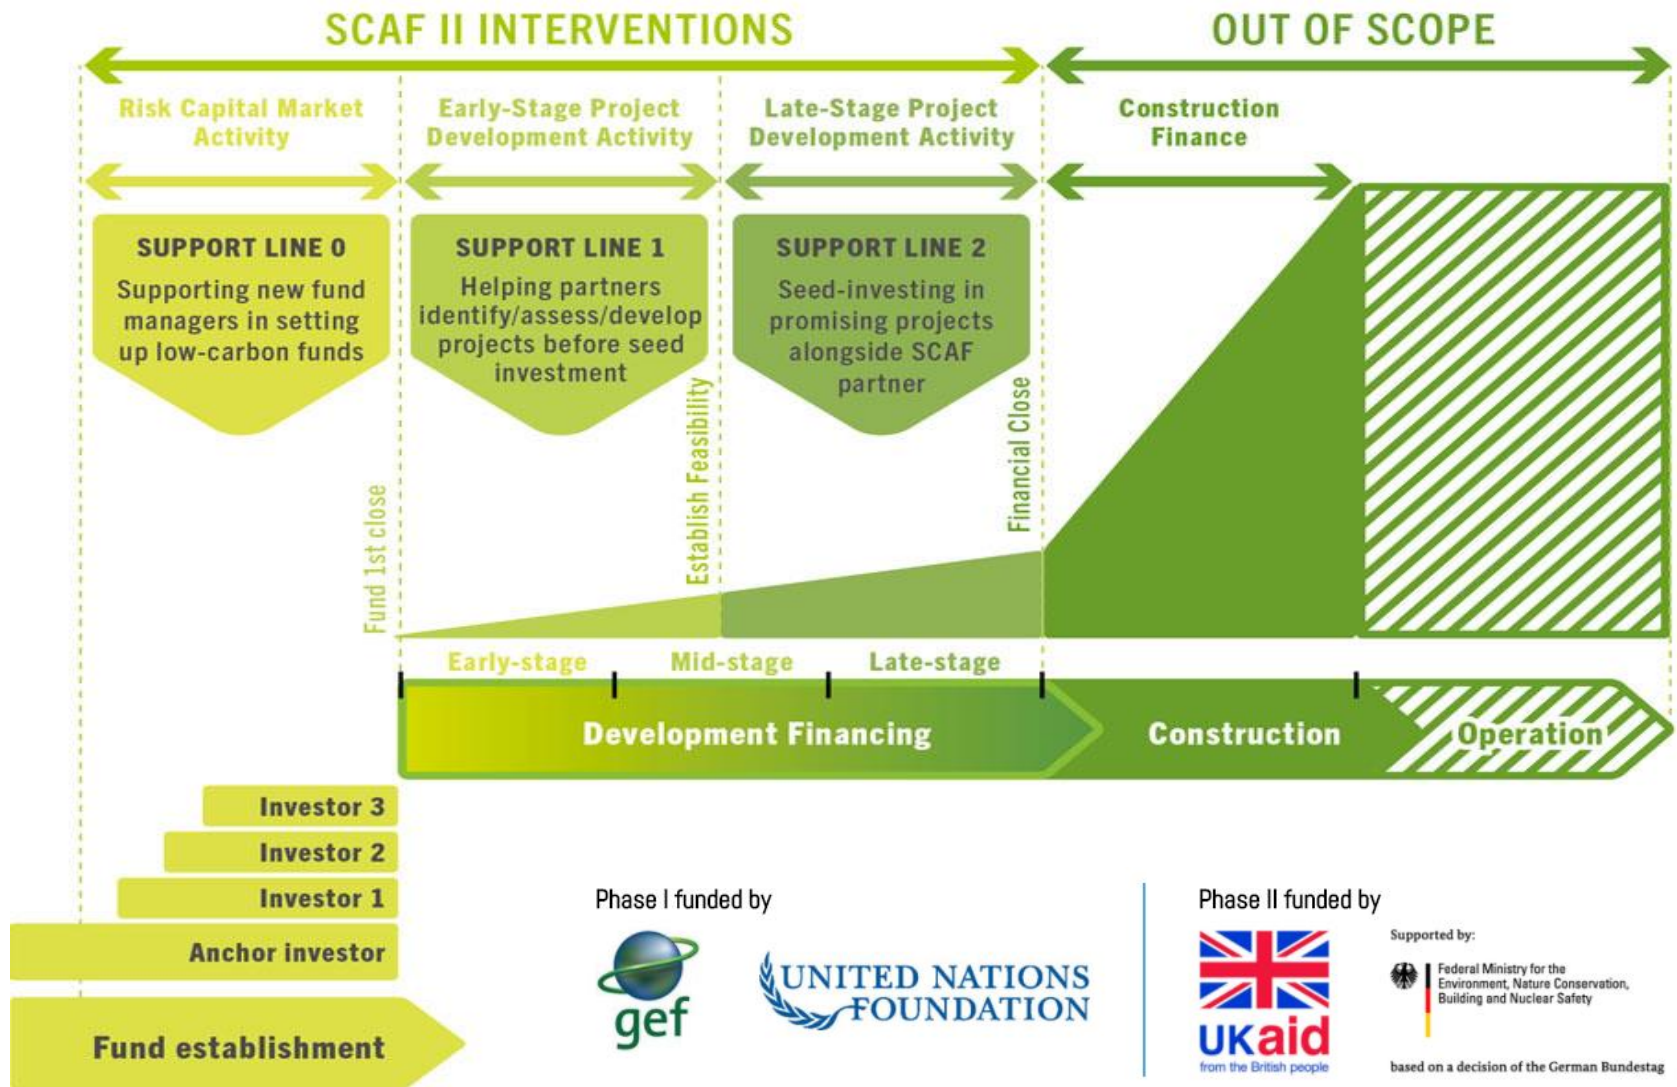 SCAF II INTERVENTIONS
OUT OF SCOPE
Risk Capital Market
Activity
Early-Stage Project
Development Activity
Late-Stage Project
Development Activity
Construction
Finance
SUPPORT LINE 0
Supporting new fund
managers in setting
up low-carbon funds
SUPPORT LINE 1
Helping partners
identify/assess/develop
projects before seed
investment
SUPPORT LINE 2
Seed-investing in
promising projects
alongside SCAF
partner
Fund 1st close
Establish Feasibility
Financial Close
Early-stage
Mid-stage
Late-stage
Development Financing
Construction
Operation
Investor 3
Investor 2
Investor 1
Anchor investor
Fund establishment
Phase I funded by
gef
UNITED NATIONS
FOUNDATION
Phase II funded by
UKaid
from the British people
Supported by:
Federal Ministry for the
Environment, Nature Conservation,
Building and Nuclear Safety
based on a decision of the German Bundestag